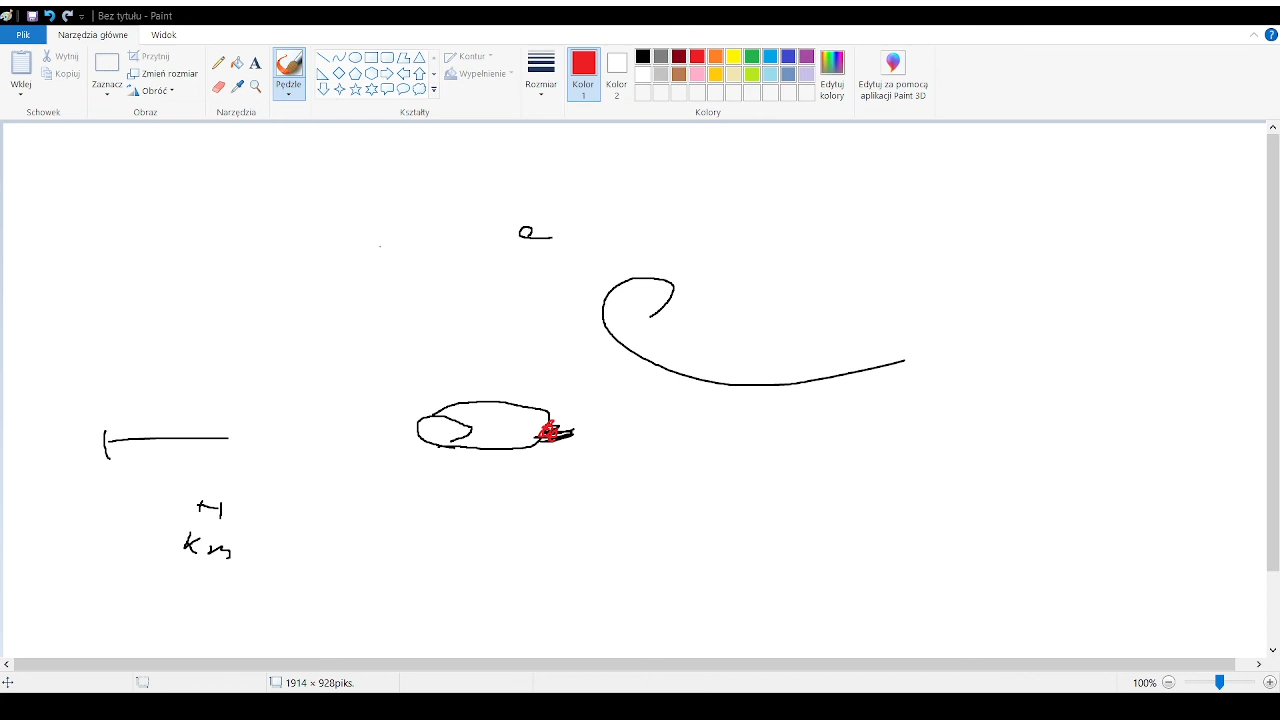 Bez tytułu - Paint
Plik Narzędzia główne Widok
Wklej Wytnij Kopiuj Zaznacz Przytnij Zmień rozmiar Obróć A Pędzle Kontur Wypełnienie Rozmiar Kolor 1 Kolor 2 Edytuj kolory Edytuj za pomocą aplikacji Paint 3D
Schowek Obraz Narzędzia Kształty Kolory
Km
1914 × 928piks. 100%